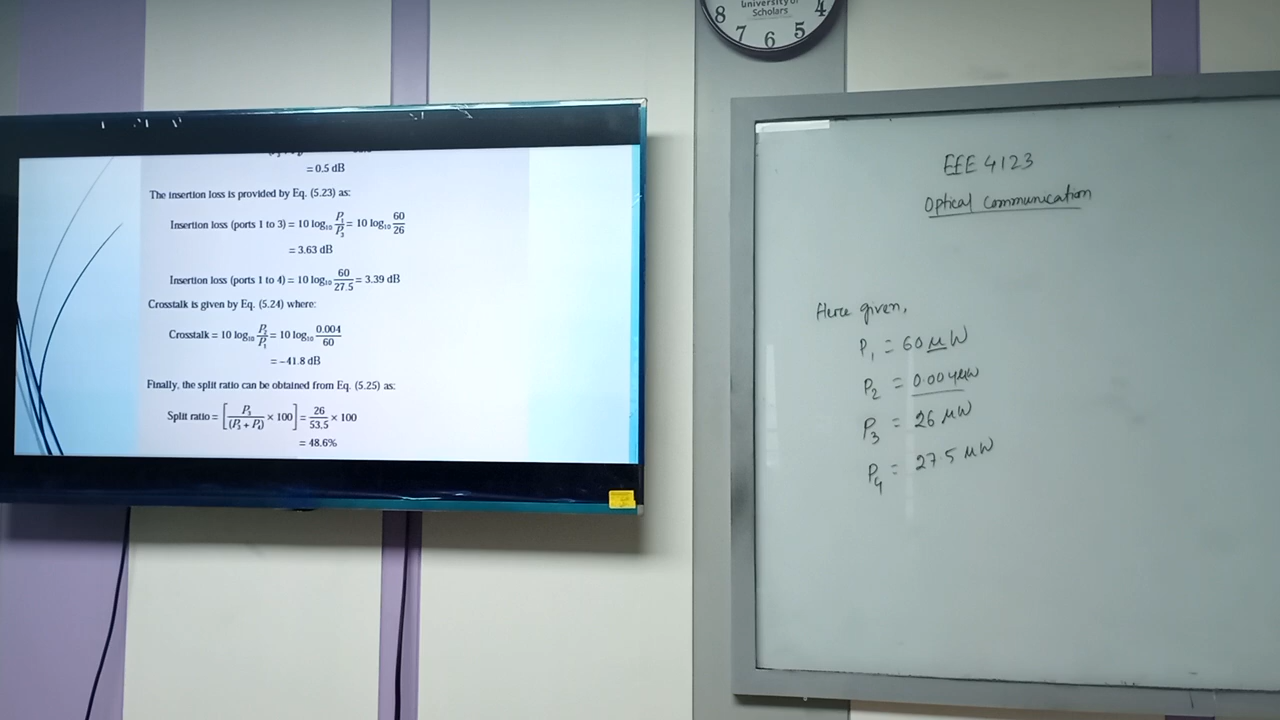 = 0.5 dB
The insertion loss is provided by Eq. (5.23) as:
Insertion loss (ports 1 to 3) = 10 log₁₀ P₁/P₃ = 10 log₁₀ 60/26
= 3.63 dB
Insertion loss (ports 1 to 4) = 10 log₁₀ 60/27.5 = 3.39 dB
Crosstalk is given by Eq. (5.24) where:
Crosstalk = 10 log₁₀ P₂/P₁ = 10 log₁₀ 0.004/60
= −41.8 dB
Finally, the split ratio can be obtained from Eq. (5.25) as:
Split ratio = [P₃/(P₃ + P₄) × 100] = 26/53.5 × 100
= 48.6%
University of
Scholars
8 7 6 5 4
EEE 4123
Optical Communication
Here given,
P₁ = 60 μW
P₂ = 0.004μW
P₃ = 26 μW
P₄ = 27.5 μW